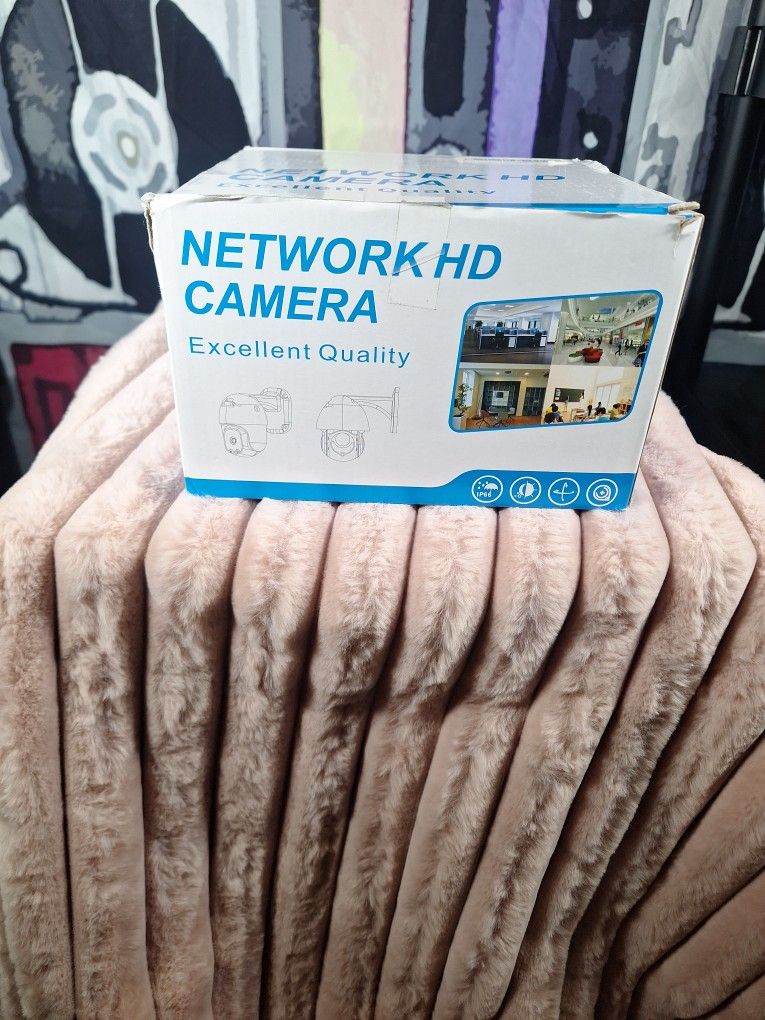 NETWORK HD
CAMERA
Excellent Quality
NETWORK HD
CAMERA
Excellent Quality
IP66